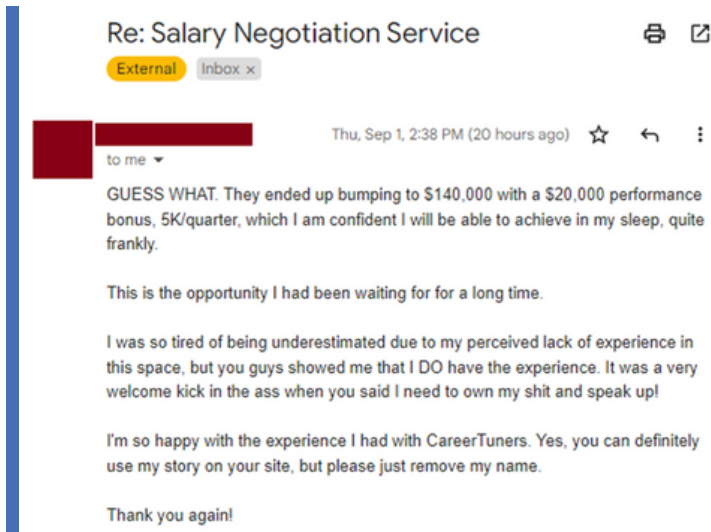 Re: Salary Negotiation Service
External Inbox ×
Thu, Sep 1, 2:38 PM (20 hours ago)
to me
GUESS WHAT. They ended up bumping to $140,000 with a $20,000 performance
bonus, 5K/quarter, which I am confident I will be able to achieve in my sleep, quite
frankly.
This is the opportunity I had been waiting for for a long time.
I was so tired of being underestimated due to my perceived lack of experience in
this space, but you guys showed me that I DO have the experience. It was a very
welcome kick in the ass when you said I need to own my shit and speak up!
I'm so happy with the experience I had with CareerTuners. Yes, you can definitely
use my story on your site, but please just remove my name.
Thank you again!